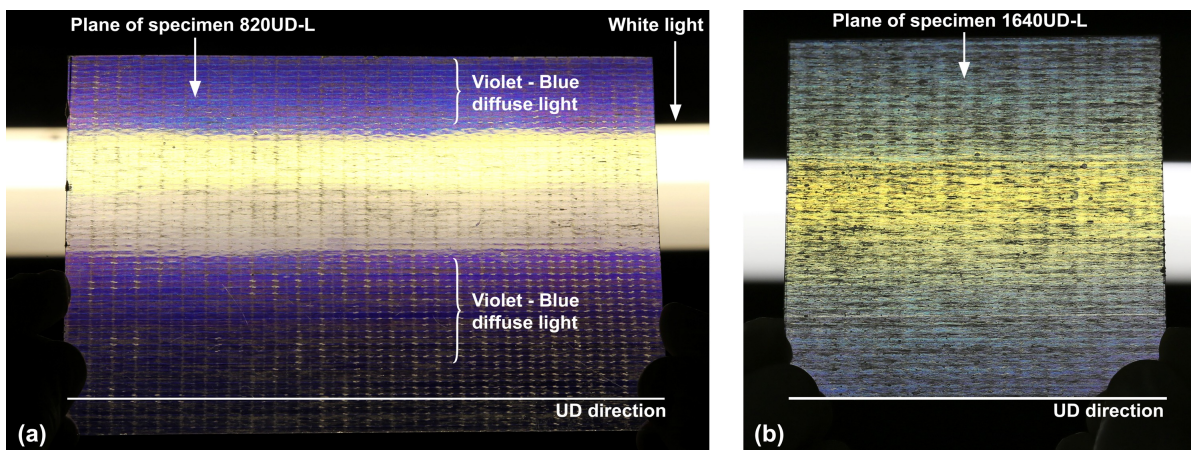 Plane of specimen 820UD-L
White light
Violet - Blue
diffuse light
Violet - Blue
diffuse light
UD direction
(a)
Plane of specimen 1640UD-L
UD direction
(b)